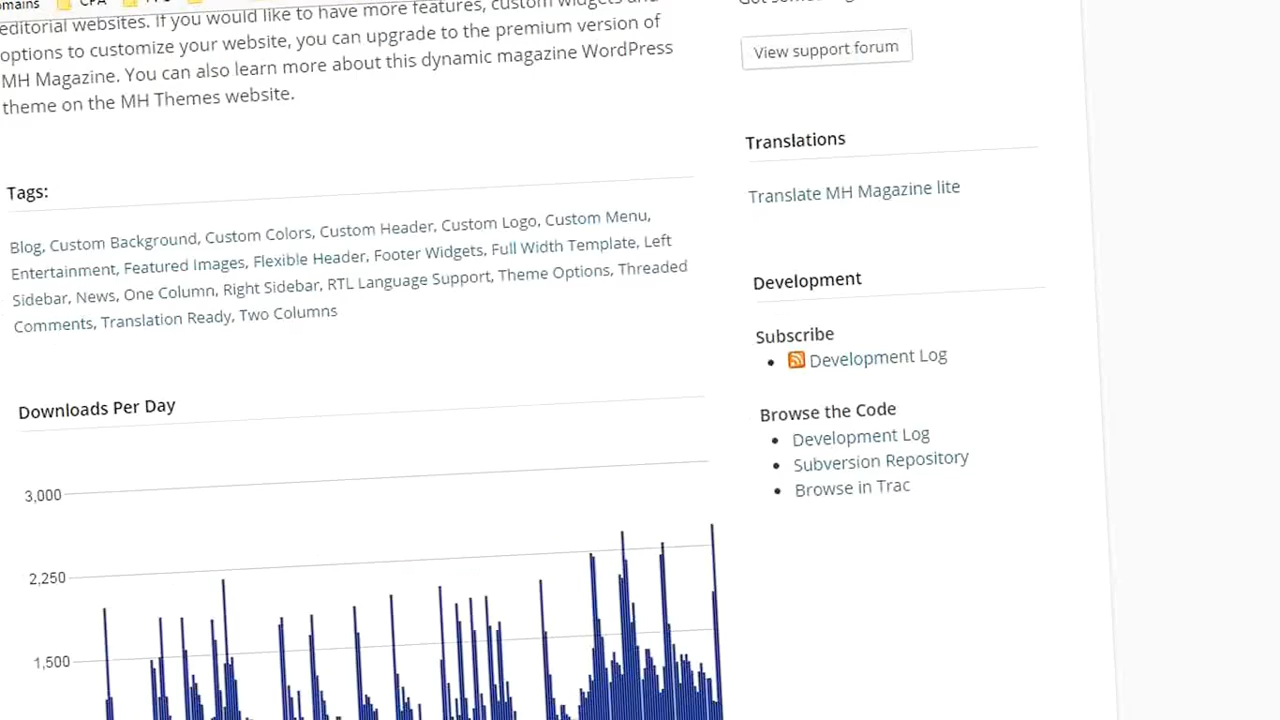 omains CPA
editorial websites. If you would like to have more features, custom widgets and
options to customize your website, you can upgrade to the premium version of
MH Magazine. You can also learn more about this dynamic magazine WordPress
theme on the MH Themes website.
Tags:
Blog, Custom Background, Custom Colors, Custom Header, Custom Logo, Custom Menu,
Entertainment, Featured Images, Flexible Header, Footer Widgets, Full Width Template, Left
Sidebar, News, One Column, Right Sidebar, RTL Language Support, Theme Options, Threaded
Comments, Translation Ready, Two Columns
Downloads Per Day
3,000
2,250
1,500
View support forum
Translations
Translate MH Magazine lite
Development
Subscribe
Development Log
Browse the Code
Development Log
Subversion Repository
Browse in Trac